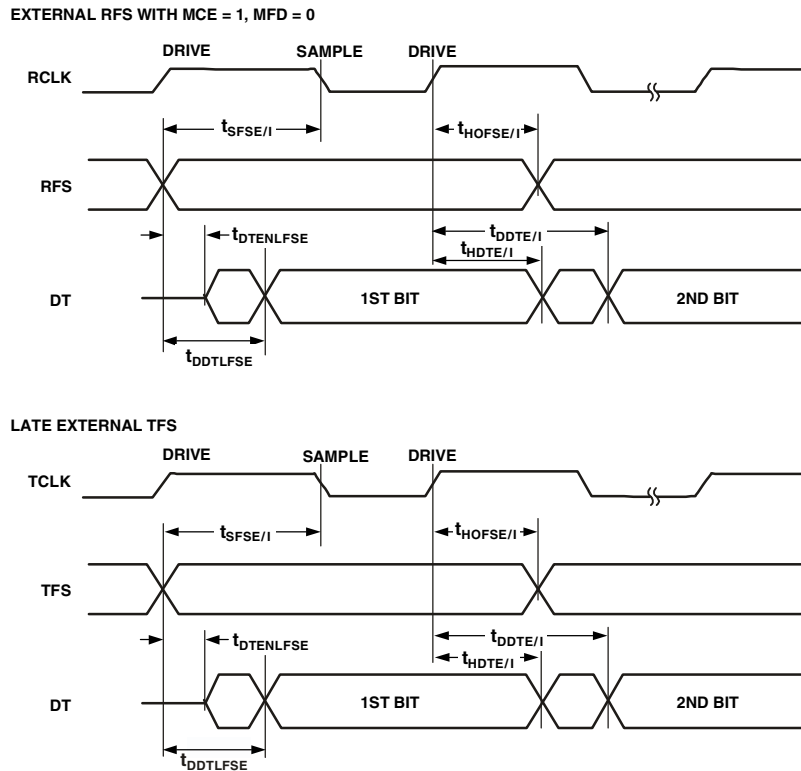 EXTERNAL RFS WITH MCE = 1, MFD = 0
DRIVE SAMPLE DRIVE
RCLK
tSFSE/I tHOFSE/I
RFS
tDDTE/I
tDTENLFSE tHDTE/I
DT 1ST BIT 2ND BIT
tDDTLFSE
LATE EXTERNAL TFS
DRIVE SAMPLE DRIVE
TCLK
tSFSE/I tHOFSE/I
TFS
tDDTE/I
tDTENLFSE tHDTE/I
DT 1ST BIT 2ND BIT
tDDTLFSE